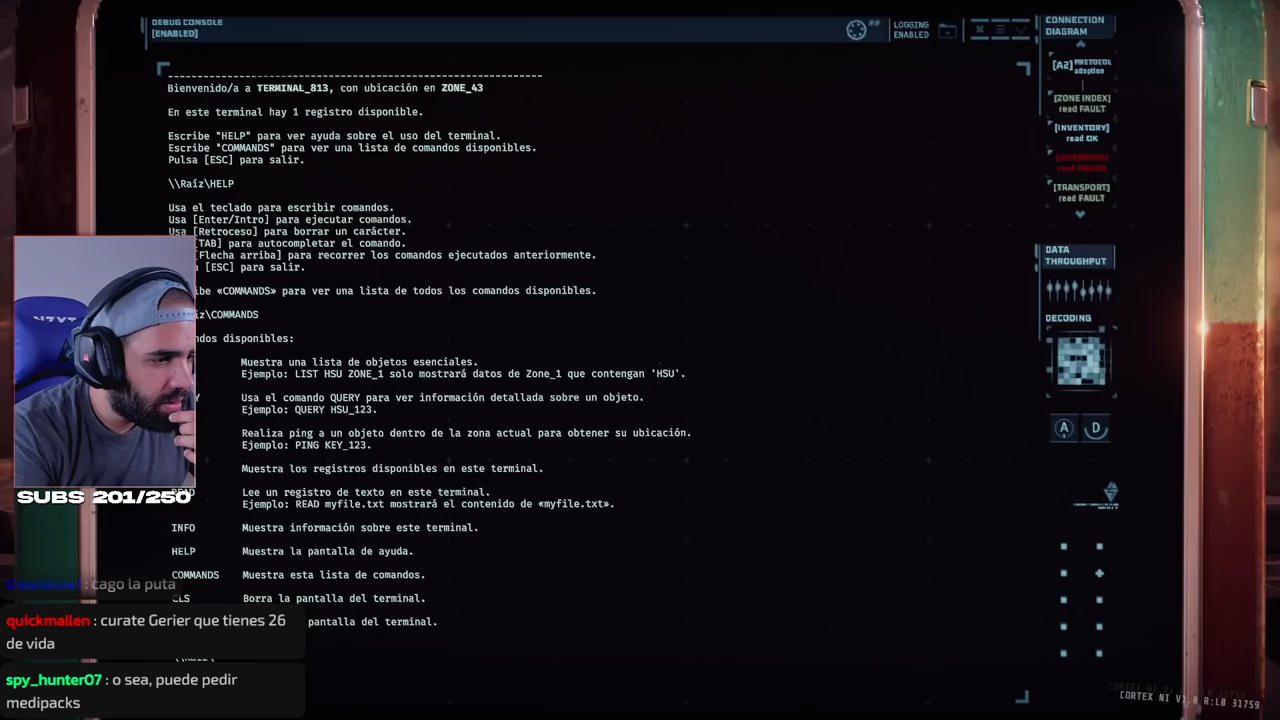 DEBUG CONSOLE
[ENABLED]
LOGGING
ENABLED
CONNECTION
DIAGRAM
[A2] PROTOCOL
adoption
[ZONE INDEX]
read FAULT
[INVENTORY]
read OK
read FAILED
[TRANSPORT]
read FAULT
DATA
THROUGHPUT
DECODING
A D
----------------------------------------------------------------
Bienvenido/a a TERMINAL_813, con ubicación en ZONE_43
En este terminal hay 1 registro disponible.
Escribe "HELP" para ver ayuda sobre el uso del terminal.
Escribe "COMMANDS" para ver una lista de comandos disponibles.
Pulsa [ESC] para salir.
\\Raíz\HELP
Usa el teclado para escribir comandos.
Usa [Enter/Intro] para ejecutar comandos.
Usa [Retroceso] para borrar un carácter.
[TAB] para autocompletar el comando.
[Flecha arriba] para recorrer los comandos ejecutados anteriormente.
[ESC] para salir.
ibe «COMMANDS» para ver una lista de todos los comandos disponibles.
íz\COMMANDS
ndos disponibles:
Muestra una lista de objetos esenciales.
Ejemplo: LIST HSU ZONE_1 solo mostrará datos de Zone_1 que contengan 'HSU'.
Y Usa el comando QUERY para ver información detallada sobre un objeto.
Ejemplo: QUERY HSU_123.
Realiza ping a un objeto dentro de la zona actual para obtener su ubicación.
Ejemplo: PING KEY_123.
Muestra los registros disponibles en este terminal.
READ Lee un registro de texto en este terminal.
Ejemplo: READ myfile.txt mostrará el contenido de «myfile.txt».
INFO Muestra información sobre este terminal.
HELP Muestra la pantalla de ayuda.
COMMANDS Muestra esta lista de comandos.
CLS Borra la pantalla del terminal.
pantalla del terminal.
\\Raíz\
NZXT
SUBS 201/250
: cago la puta
quickmallen : curate Gerier que tienes 26
de vida
spy_hunter07 : o sea, puede pedir
medipacks
CORTEX NI V1.0 R:L0 31759